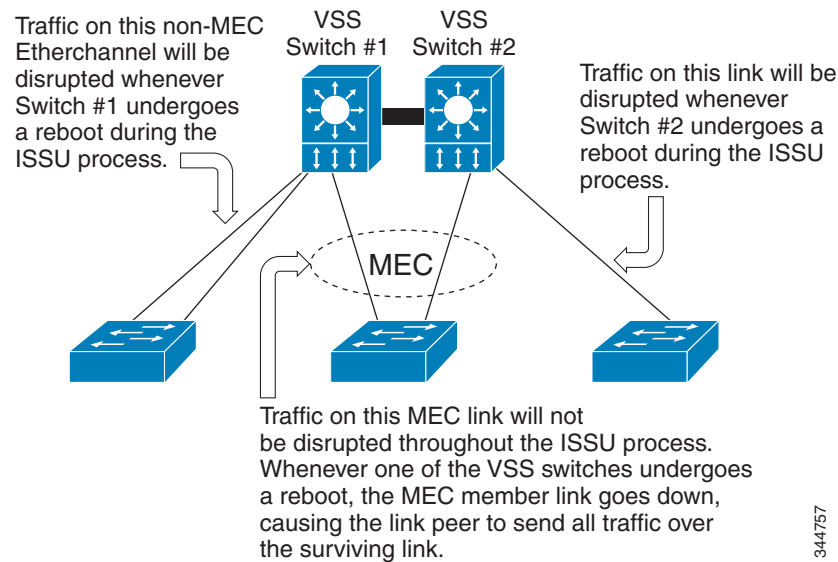 Traffic on this non-MEC
Etherchannel will be
disrupted whenever
Switch #1 undergoes
a reboot during the
ISSU process.
VSS
Switch #1
VSS
Switch #2
Traffic on this link will be
disrupted whenever
Switch #2 undergoes a
reboot during the ISSU
process.
MEC
Traffic on this MEC link will not
be disrupted throughout the ISSU process.
Whenever one of the VSS switches undergoes
a reboot, the MEC member link goes down,
causing the link peer to send all traffic over
the surviving link.
344757